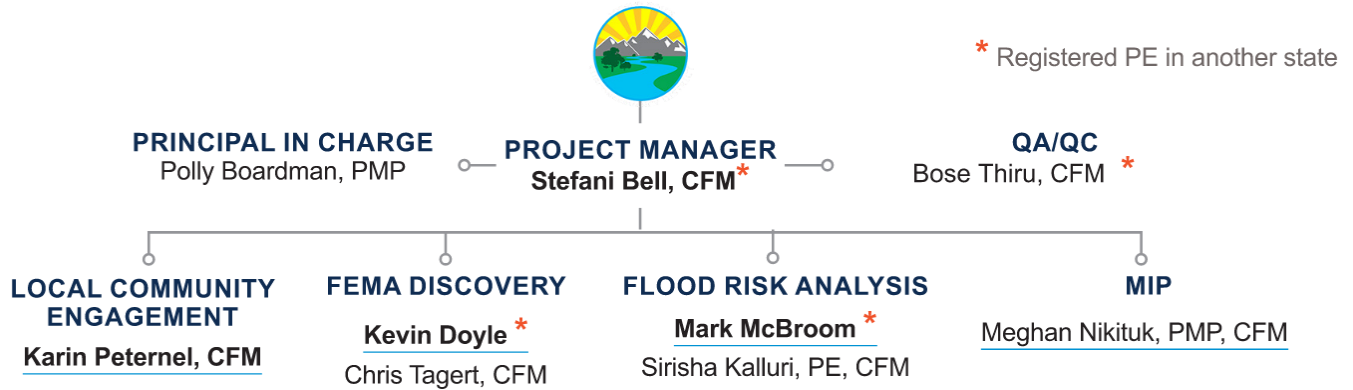 * Registered PE in another state
PRINCIPAL IN CHARGE
Polly Boardman, PMP
PROJECT MANAGER
Stefani Bell, CFM*
QA/QC
Bose Thiru, CFM *
LOCAL COMMUNITY
ENGAGEMENT
Karin Peternel, CFM
FEMA DISCOVERY
Kevin Doyle *
Chris Tagert, CFM
FLOOD RISK ANALYSIS
Mark McBroom *
Sirisha Kalluri, PE, CFM
MIP
Meghan Nikituk, PMP, CFM